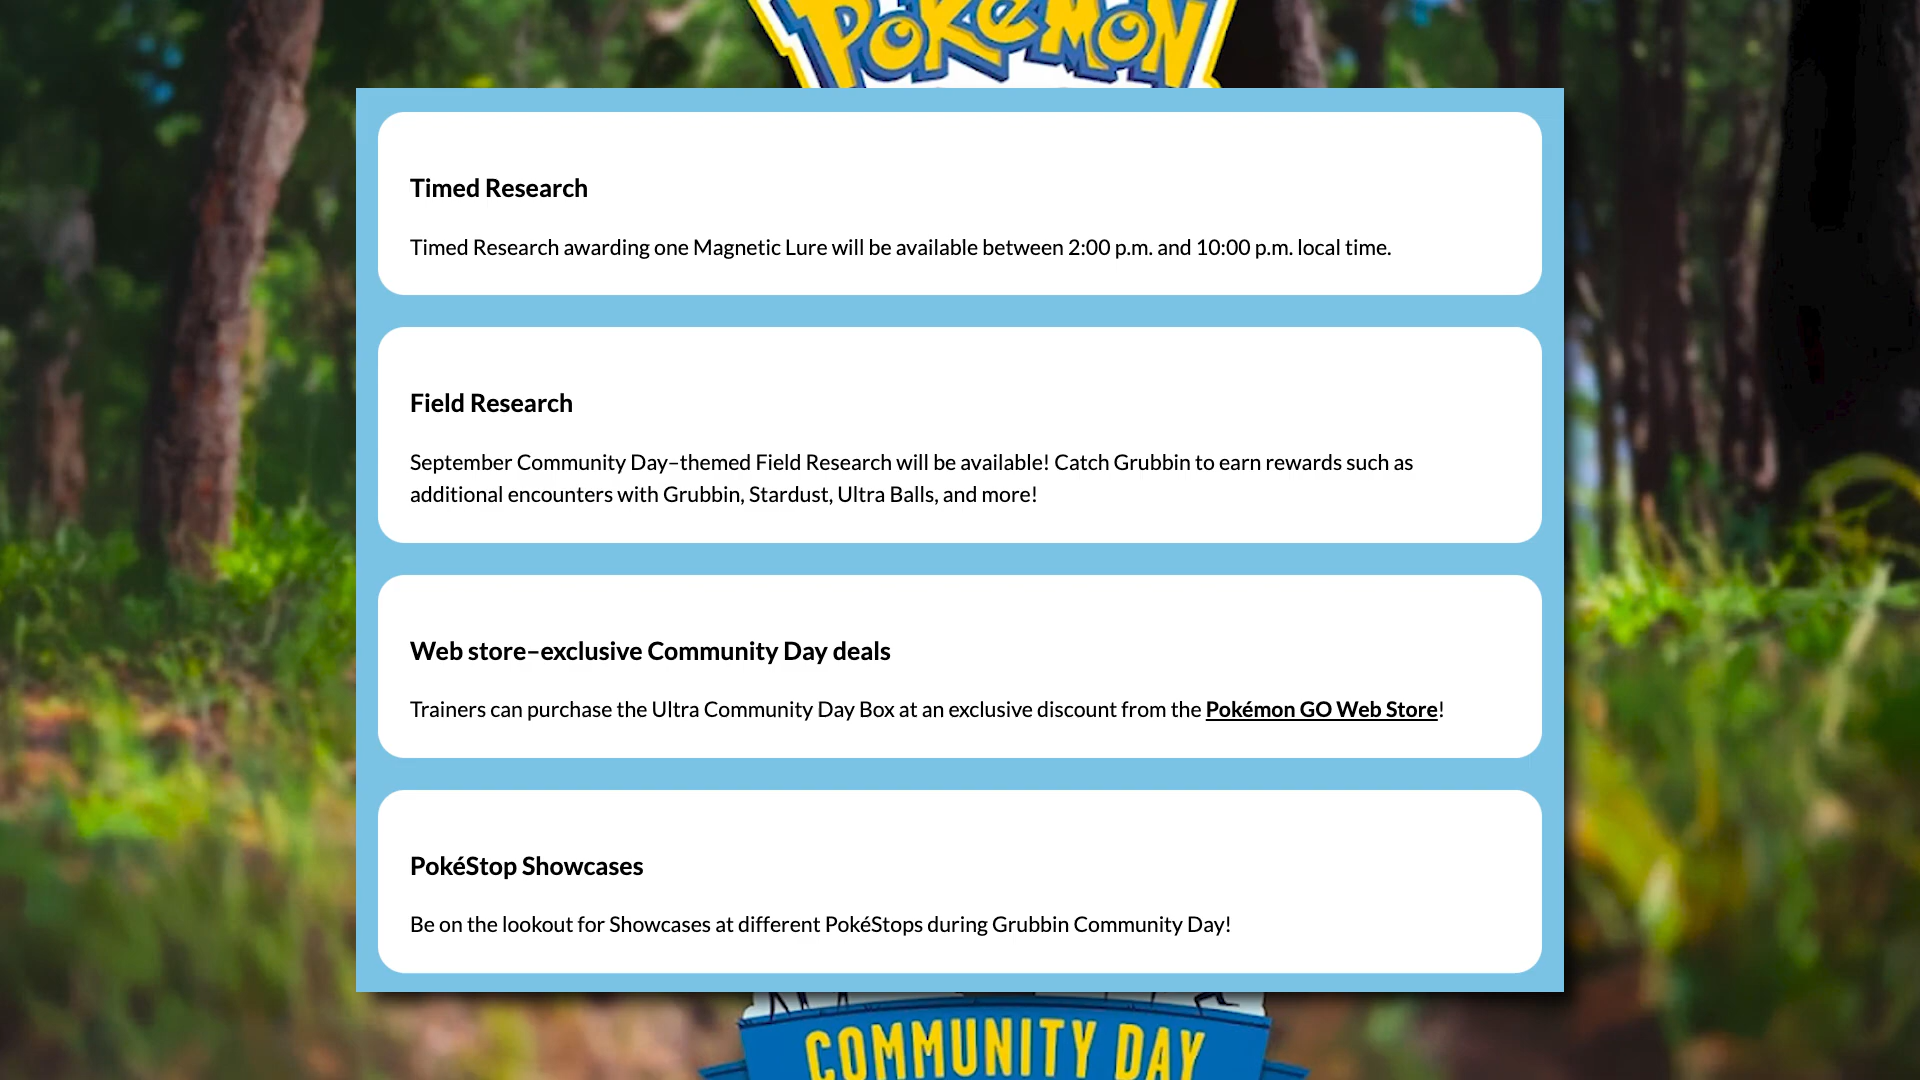 POKéMON
Timed Research
Timed Research awarding one Magnetic Lure will be available between 2:00 p.m. and 10:00 p.m. local time.
Field Research
September Community Day–themed Field Research will be available! Catch Grubbin to earn rewards such as
additional encounters with Grubbin, Stardust, Ultra Balls, and more!
Web store–exclusive Community Day deals
Trainers can purchase the Ultra Community Day Box at an exclusive discount from the Pokémon GO Web Store!
PokéStop Showcases
Be on the lookout for Showcases at different PokéStops during Grubbin Community Day!
COMMUNITY DAY